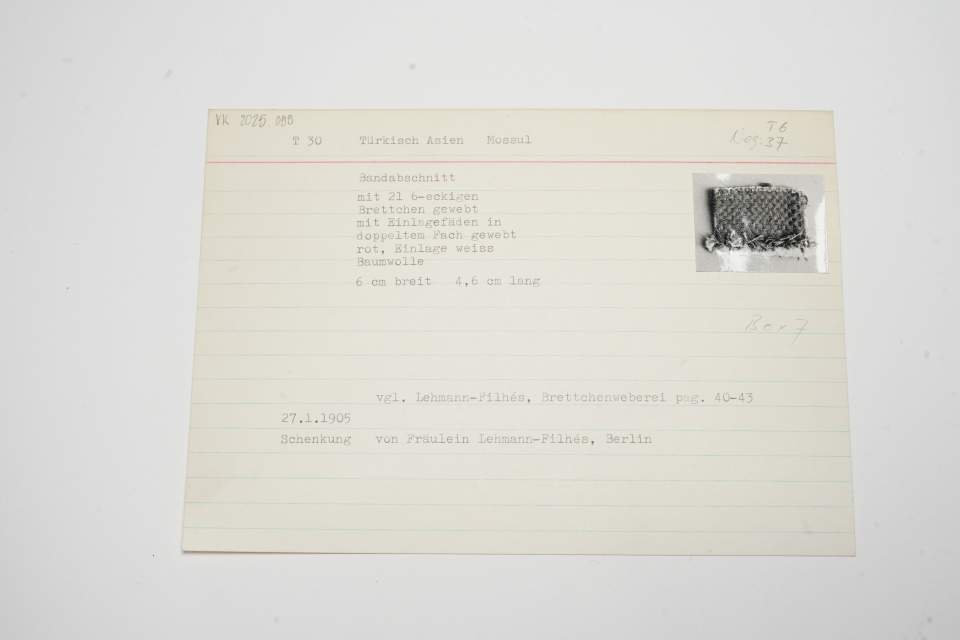 VK 2025 088
T 6
T 30 Türkisch Asien Mossul
Neg: 37
Bandabschnitt
mit 21 6-eckigen
Brettchen gewebt
mit Einlagefäden in
doppeltem Fach gewebt
rot, Einlage weiss
Baumwolle
6 cm breit 4,6 cm lang
Box 7
vgl. Lehmann-Filhés, Brettchenweberei pag. 40-43
27.1.1905
Schenkung von Fräulein Lehmann-Filhés, Berlin